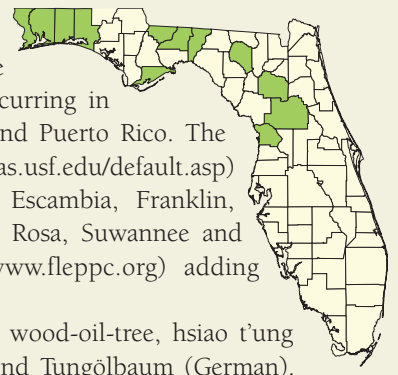 curring in
nd Puerto Rico. The
as.usf.edu/default.asp)
Escambia, Franklin,
Rosa, Suwannee and
www.fleppc.org) adding
wood-oil-tree, hsiao t'ung
nd Tungölbaum (German).